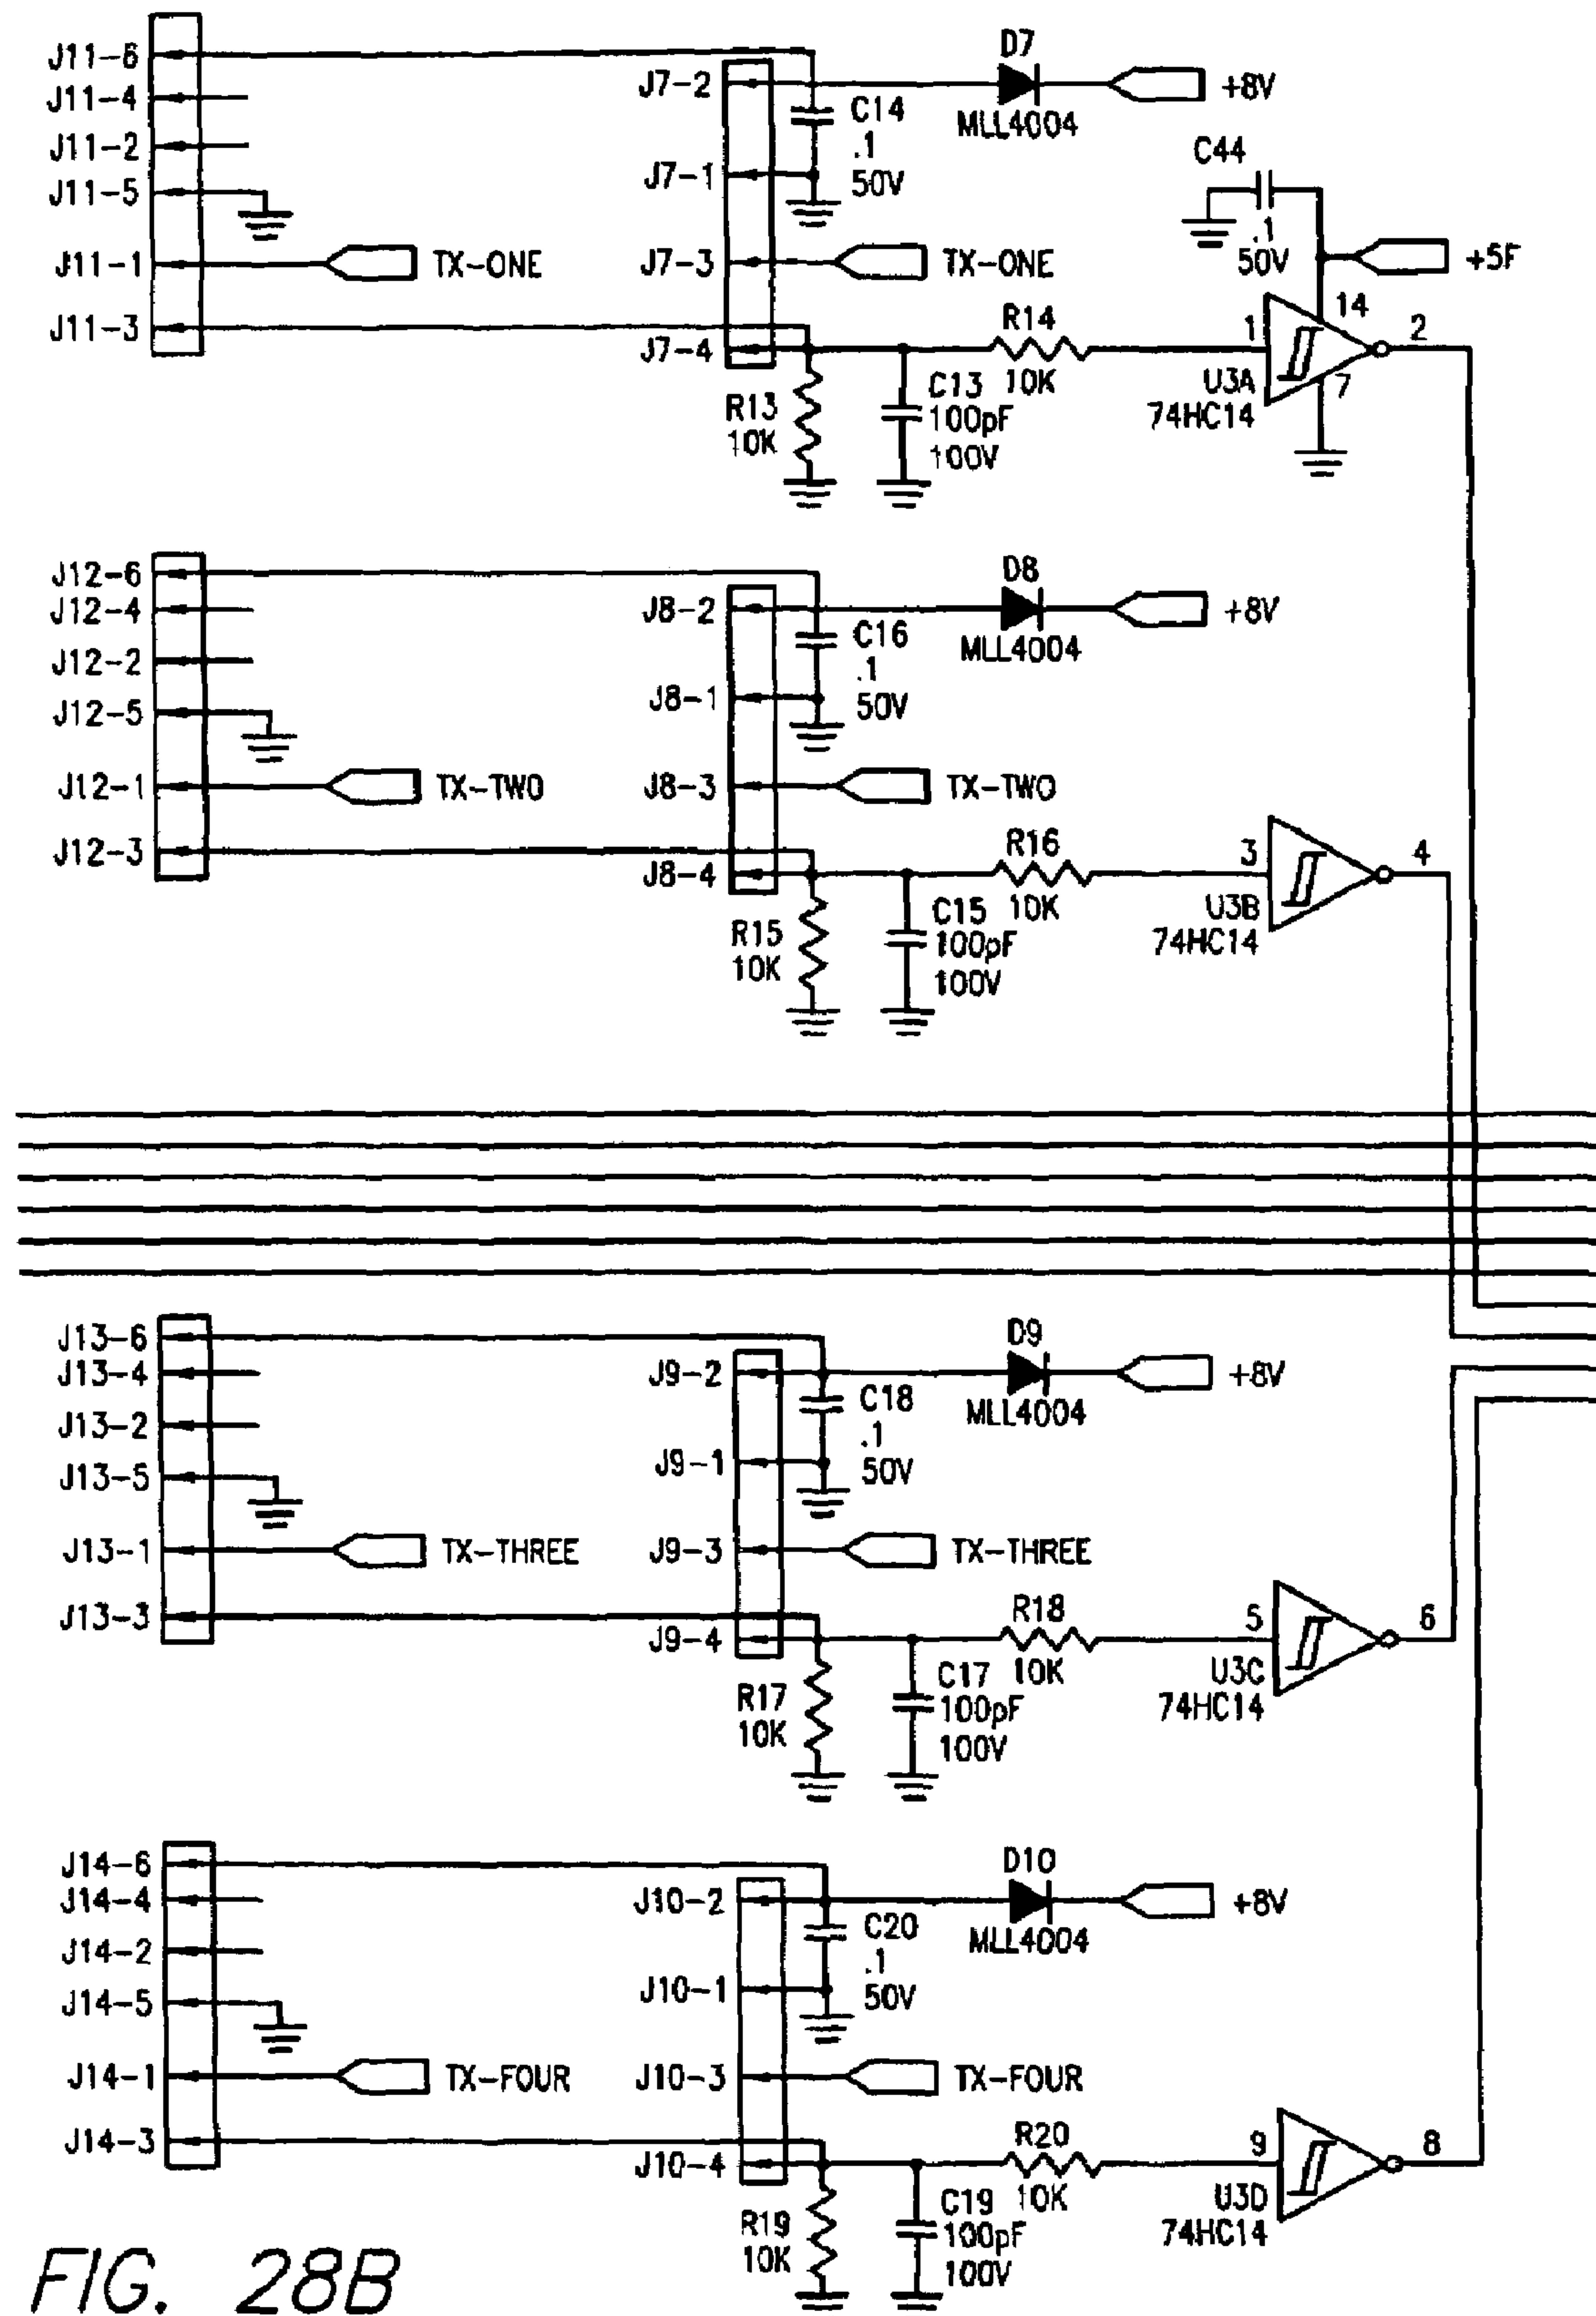 J11-6
J11-4
J11-2
J11-5
J11-1
TX-ONE
J11-3
J7-2
J7-1
J7-3
TX-ONE
J7-4
C14
.1
50V
D7
MLL4004
+8V
C44
.1
50V
+5F
R13
10K
C13
100pF
100V
R14
10K
1
14
2
7
U3A
74HC14
J12-6
J12-4
J12-2
J12-5
J12-1
TX-TWO
J12-3
J8-2
J8-1
J8-3
TX-TWO
J8-4
C16
.1
50V
D8
MLL4004
+8V
R15
10K
C15
100pF
100V
R16
10K
3
4
U3B
74HC14
J13-6
J13-4
J13-2
J13-5
J13-1
TX-THREE
J13-3
J9-2
J9-1
J9-3
TX-THREE
J9-4
C18
.1
50V
D9
MLL4004
+8V
R17
10K
C17
100pF
100V
R18
10K
5
6
U3C
74HC14
J14-6
J14-4
J14-2
J14-5
J14-1
TX-FOUR
J14-3
J10-2
J10-1
J10-3
TX-FOUR
J10-4
C20
.1
50V
D10
MLL4004
+8V
R19
10K
C19
100pF
100V
R20
10K
9
8
U3D
74HC14
FIG. 28B